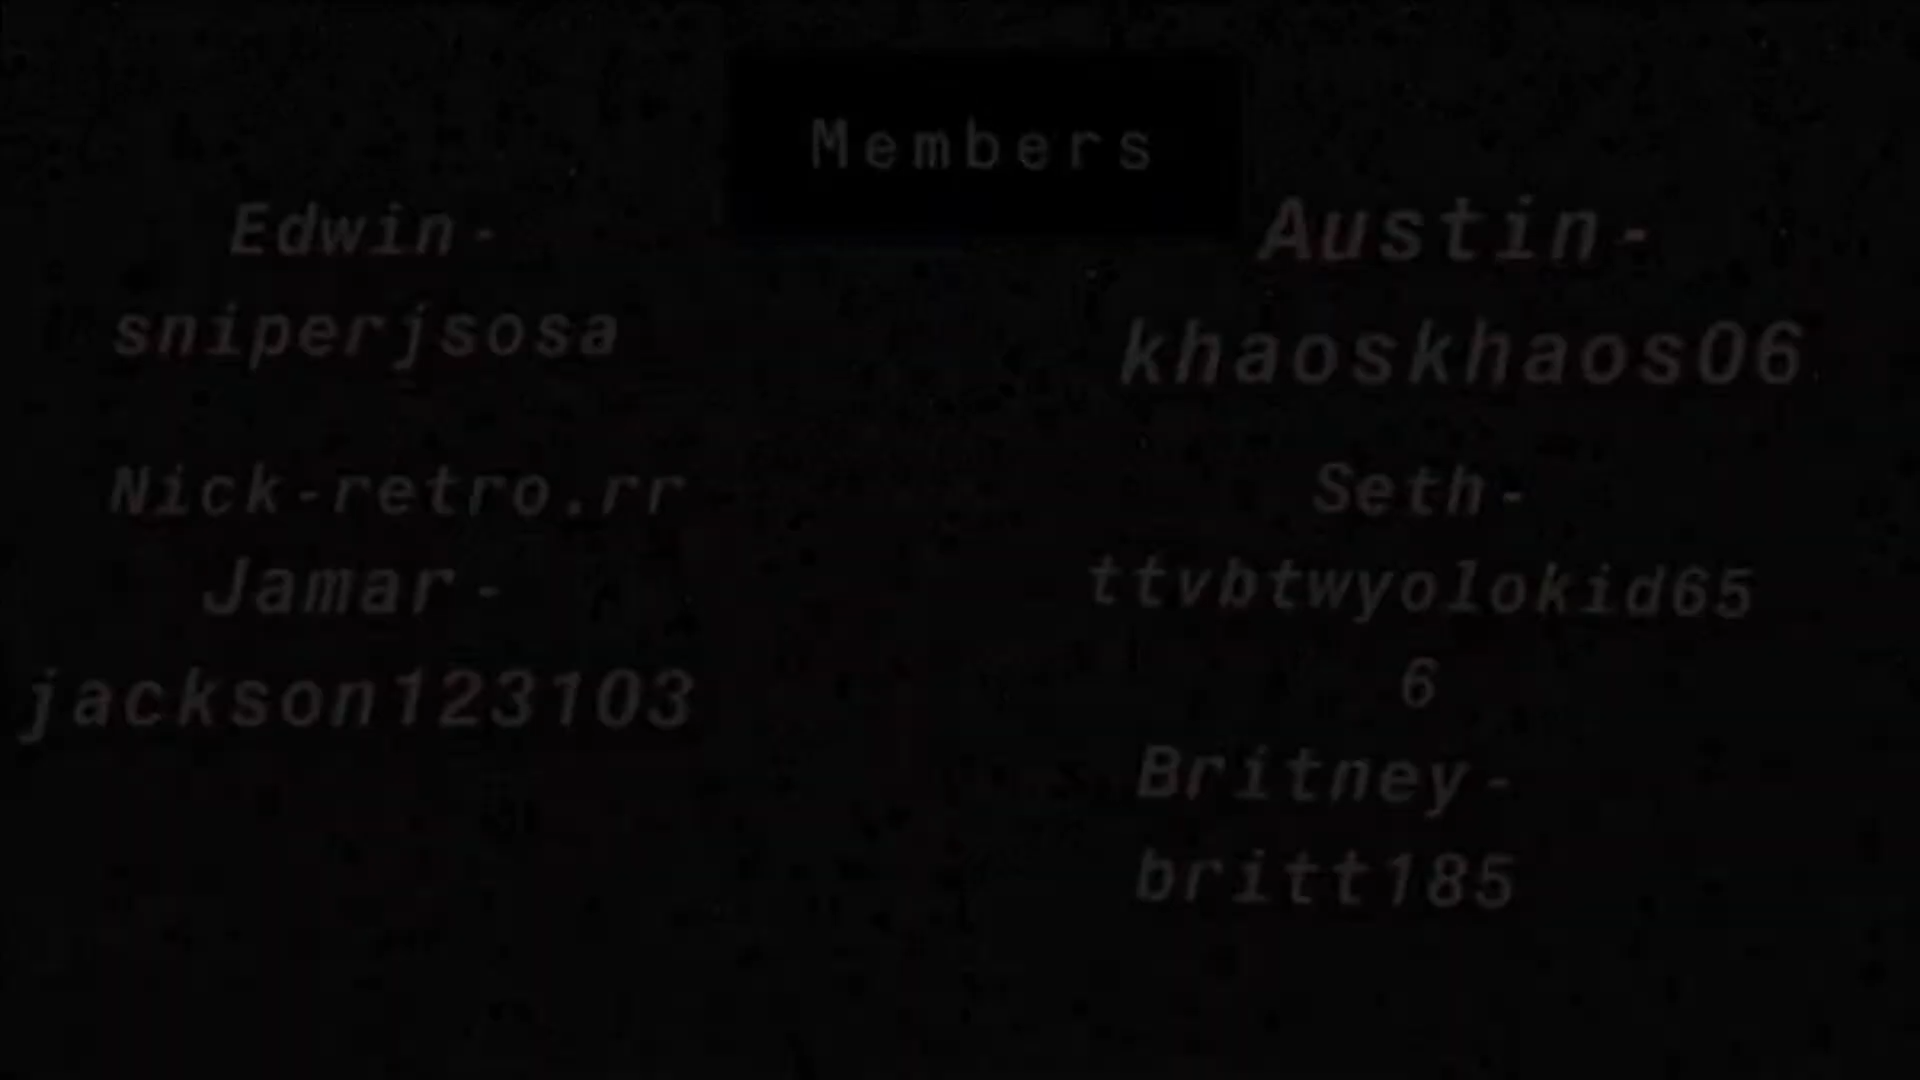 Members
Edwin-
sniperjsosa
Nick-retro.rr
Jamar-
jackson123103
Austin-
khaoskhaos06
Seth-
ttvbtwyolokid65
6
Britney-
britt185